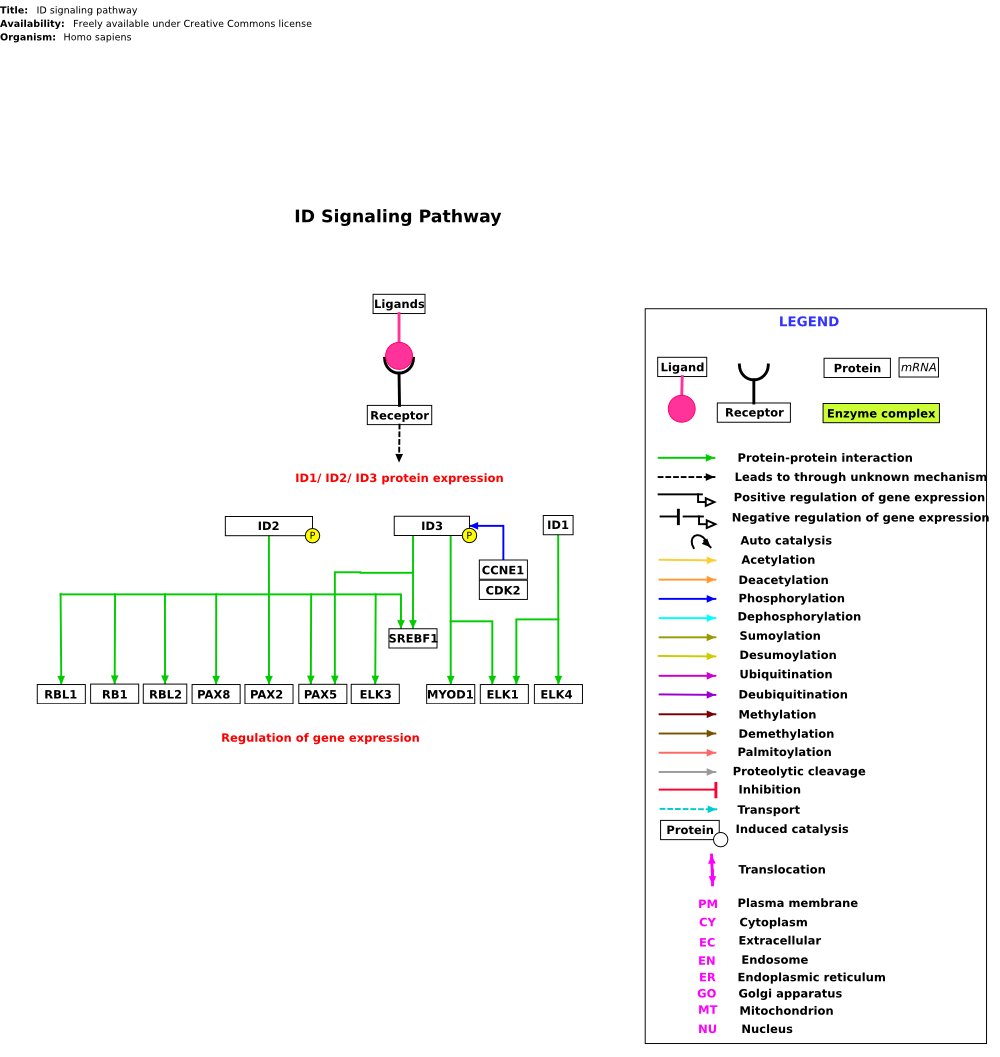 Title: ID signaling pathway
Availability: Freely available under Creative Commons license
Organism: Homo sapiens
ID Signaling Pathway
Ligands
Receptor
ID1/ ID2/ ID3 protein expression
ID2
P
ID3
P
ID1
CCNE1
CDK2
SREBF1
RBL1
RB1
RBL2
PAX8
PAX2
PAX5
ELK3
MYOD1
ELK1
ELK4
Regulation of gene expression
LEGEND
Ligand
Receptor
Protein
mRNA
Enzyme complex
Protein-protein interaction
Leads to through unknown mechanism
Positive regulation of gene expression
Negative regulation of gene expression
Auto catalysis
Acetylation
Deacetylation
Phosphorylation
Dephosphorylation
Sumoylation
Desumoylation
Ubiquitination
Deubiquitination
Methylation
Demethylation
Palmitoylation
Proteolytic cleavage
Inhibition
Transport
Protein Induced catalysis
Translocation
PM Plasma membrane
CY Cytoplasm
EC Extracellular
EN Endosome
ER Endoplasmic reticulum
GO Golgi apparatus
MT Mitochondrion
NU Nucleus